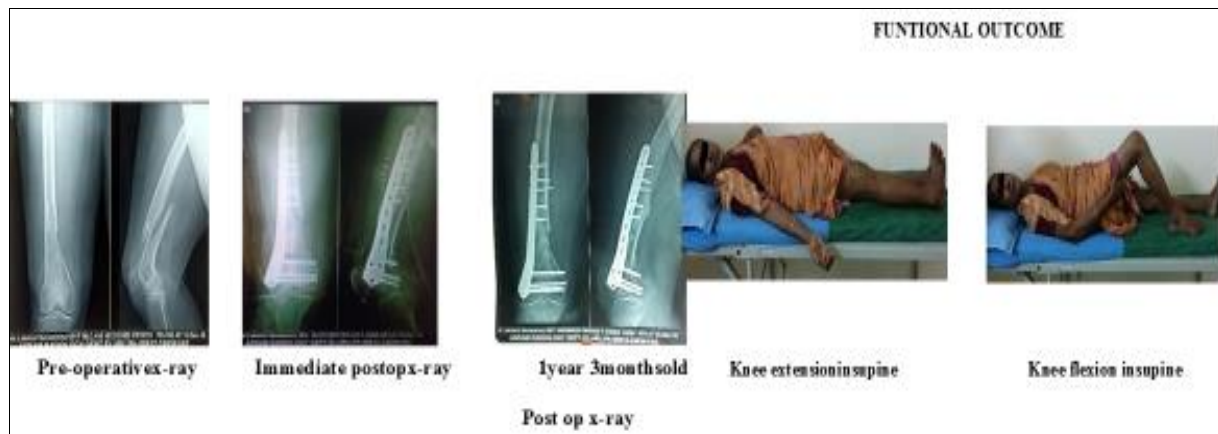 FUNTIONAL OUTCOME
Pre-operativex-ray
Immediate postopx-ray
1year 3monthsold
Knee extensioninsupine
Knee flexion insupine
Post op x-ray